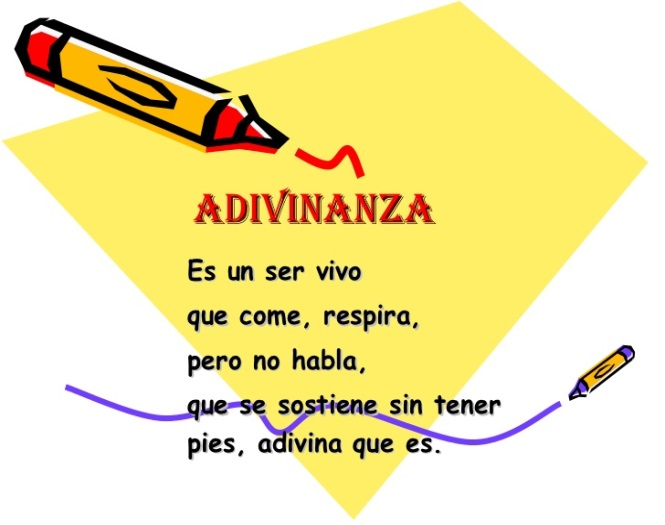 ADIVINANZA
Es un ser vivo
que come, respira,
pero no habla,
que se sostiene sin tener
pies, adivina que es.